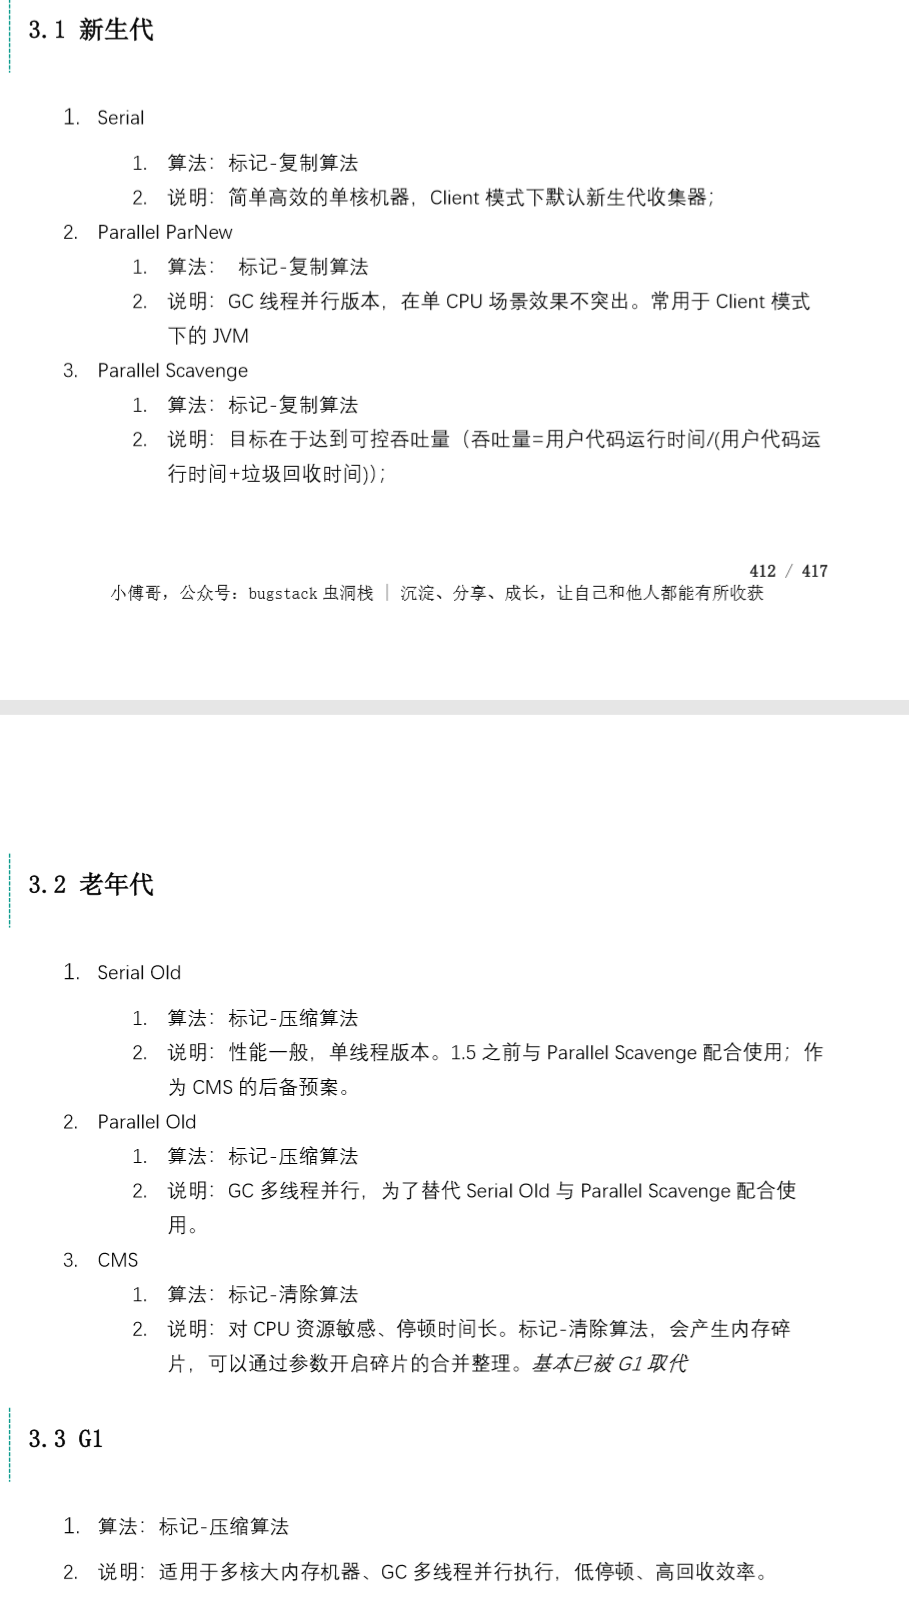 3.1 新生代
1. Serial
1. 算法：标记-复制算法
2. 说明：简单高效的单核机器，Client 模式下默认新生代收集器；
2. Parallel ParNew
1. 算法： 标记-复制算法
2. 说明：GC 线程并行版本，在单 CPU 场景效果不突出。常用于 Client 模式
下的 JVM
3. Parallel Scavenge
1. 算法：标记-复制算法
2. 说明：目标在于达到可控吞吐量（吞吐量=用户代码运行时间/(用户代码运
行时间+垃圾回收时间)）；
412 / 417
小傅哥，公众号：bugstack 虫洞栈 | 沉淀、分享、成长，让自己和他人都能有所收获
3.2 老年代
1. Serial Old
1. 算法：标记-压缩算法
2. 说明：性能一般，单线程版本。1.5 之前与 Parallel Scavenge 配合使用；作
为 CMS 的后备预案。
2. Parallel Old
1. 算法：标记-压缩算法
2. 说明：GC 多线程并行，为了替代 Serial Old 与 Parallel Scavenge 配合使
用。
3. CMS
1. 算法：标记-清除算法
2. 说明：对 CPU 资源敏感、停顿时间长。标记-清除算法，会产生内存碎
片，可以通过参数开启碎片的合并整理。基本已被 G1 取代
3.3 G1
1. 算法：标记-压缩算法
2. 说明：适用于多核大内存机器、GC 多线程并行执行，低停顿、高回收效率。